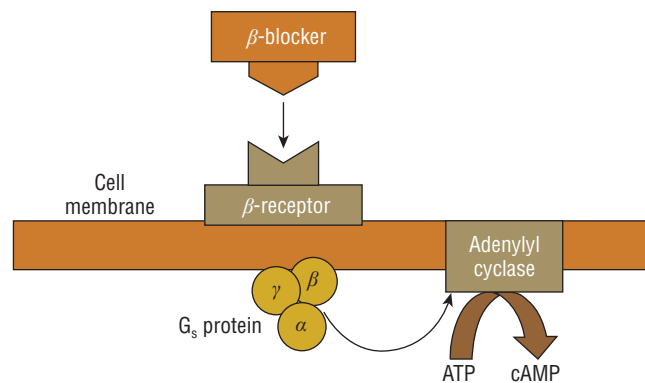 β-blocker
Cell
membrane
β-receptor
Adenylyl
cyclase
γ
β
α
Gₛ protein
ATP
cAMP